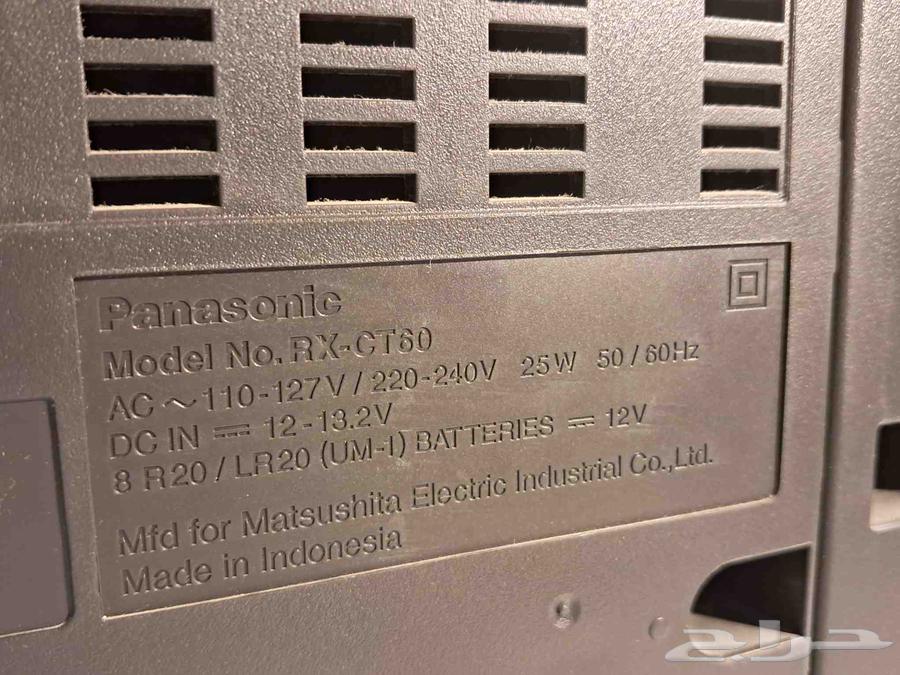 Panasonic
Model No. RX-CT60
AC ~ 110-127V / 220-240V 25W 50/60Hz
DC IN ⎓ 12-13.2V
8 R20 / LR20 (UM-1) BATTERIES ⎓ 12V
Mfd for Matsushita Electric Industrial Co.,Ltd.
Made in Indonesia
حراج